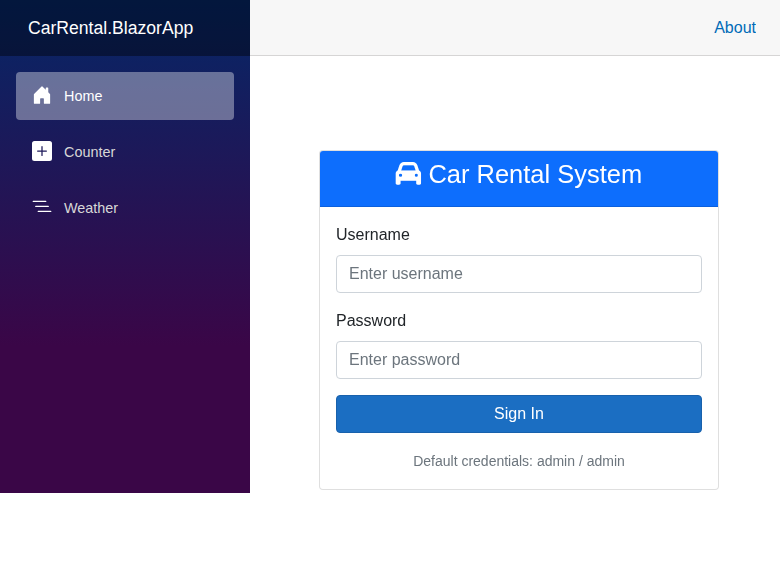 CarRental.BlazorApp
About
Home
Counter
Weather
Car Rental System
Username
Enter username
Password
Enter password
Sign In
Default credentials: admin / admin